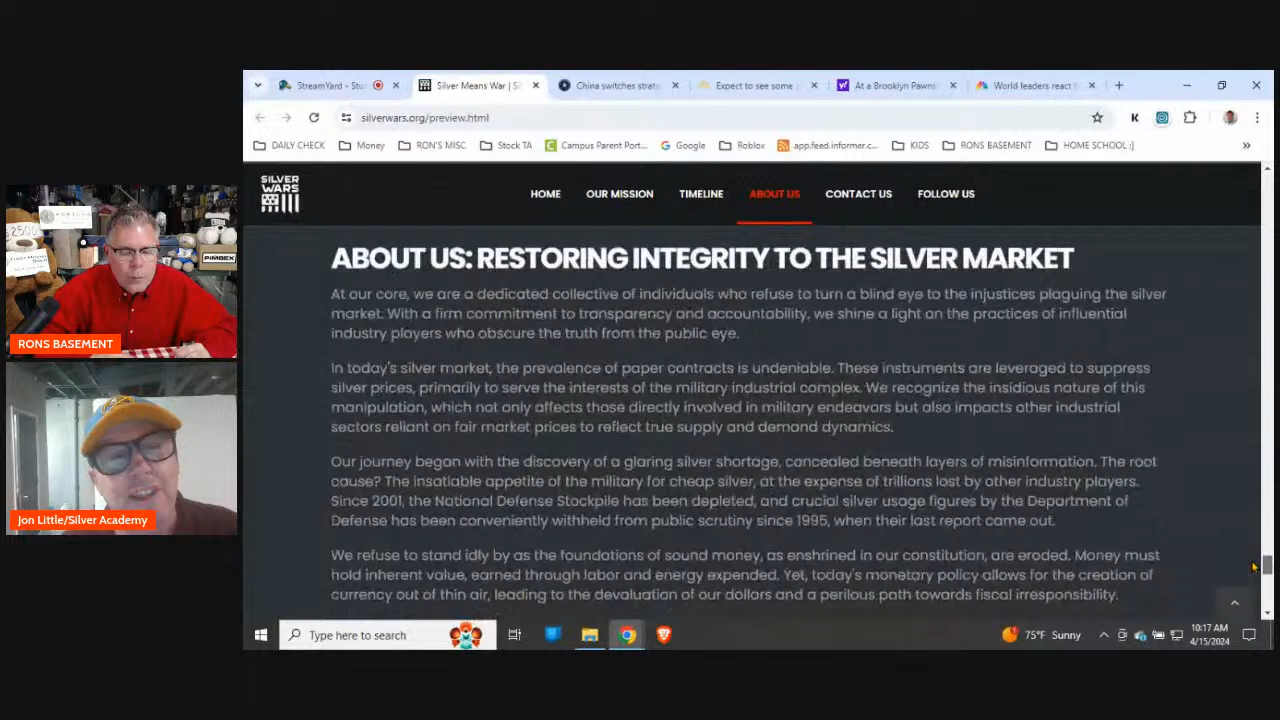 StreamYard - Stu
Silver Means War | Si
China switches strate
Expect to see some
At a Brooklyn Pawns
World leaders react
silverwars.org/preview.html
K
DAILY CHECK
Money
RON'S MISC
Stock TA
Campus Parent Port...
Google
Roblox
app.feed.informer.c...
KIDS
RONS BASEMENT
HOME SCHOOL :)
SILVER
WARS
HOME
OUR MISSION
TIMELINE
ABOUT US
CONTACT US
FOLLOW US
ABOUT US: RESTORING INTEGRITY TO THE SILVER MARKET
At our core, we are a dedicated collective of individuals who refuse to turn a blind eye to the injustices plaguing the silver
market. With a firm commitment to transparency and accountability, we shine a light on the practices of influential
industry players who obscure the truth from the public eye.
In today's silver market, the prevalence of paper contracts is undeniable. These instruments are leveraged to suppress
silver prices, primarily to serve the interests of the military industrial complex. We recognize the insidious nature of this
manipulation, which not only affects those directly involved in military endeavors but also impacts other industrial
sectors reliant on fair market prices to reflect true supply and demand dynamics.
Our journey began with the discovery of a glaring silver shortage, concealed beneath layers of misinformation. The root
cause? The insatiable appetite of the military for cheap silver, at the expense of trillions lost by other industry players.
Since 2001, the National Defense Stockpile has been depleted, and crucial silver usage figures by the Department of
Defense has been conveniently withheld from public scrutiny since 1995, when their last report came out.
We refuse to stand idly by as the foundations of sound money, as enshrined in our constitution, are eroded. Money must
hold inherent value, earned through labor and energy expended. Yet, today's monetary policy allows for the creation of
currency out of thin air, leading to the devaluation of our dollars and a perilous path towards fiscal irresponsibility.
$2500
PIMBEX
RONS BASEMENT
Jon Little/Silver Academy
Type here to search
75°F Sunny
10:17 AM
4/15/2024